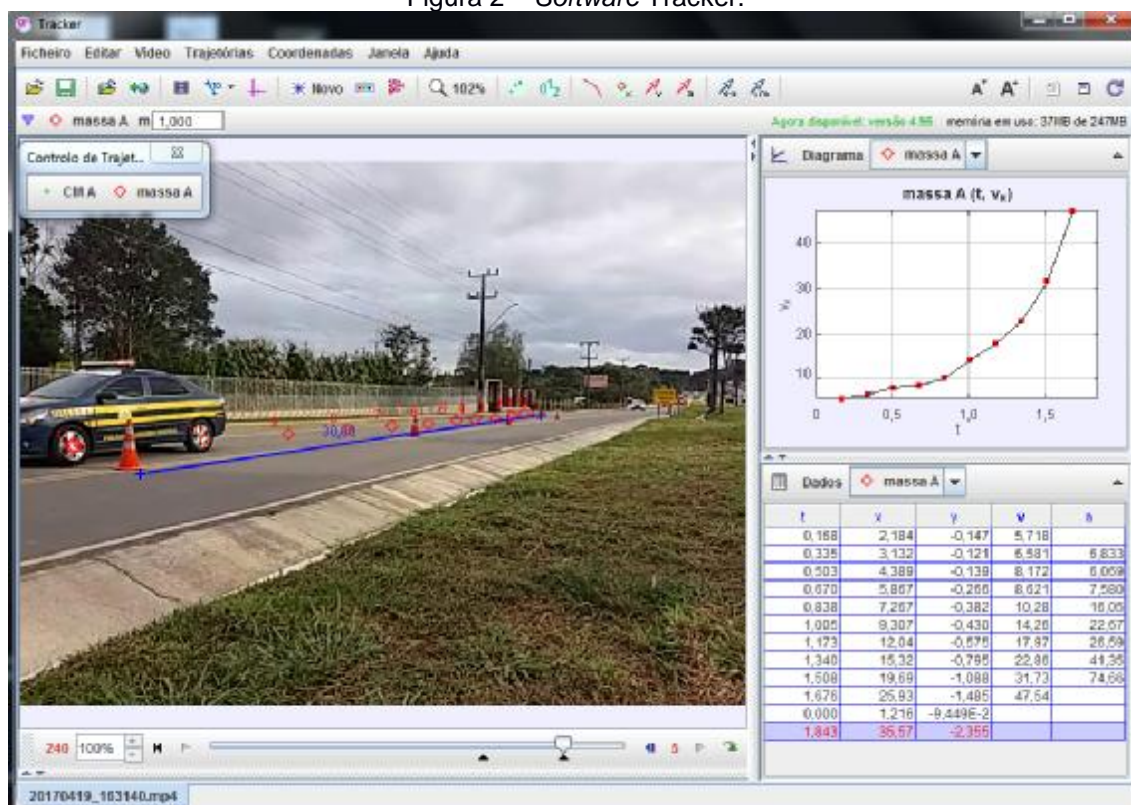 Figura 2 – Software Tracker.
Tracker
Ficheiro Editar Video Trajetórias Coordenadas Janela Ajuda
Novo 102%
massa A m 1,000
Agora disponível: versão 4.96 memória em uso: 37MB de 247MB
Controlo de Trajet...
CM A massa A
30,00
Diagrama massa A
massa A (t, vx)
40
30
20
10
vx
0 0,5 1,0 1,5
t
Dados massa A
t x y v a
0,168 2,184 -0,147 5,718
0,335 3,132 -0,121 6,581 6,833
0,503 4,389 -0,139 8,172 6,059
0,670 5,867 -0,266 8,621 7,580
0,838 7,267 -0,382 10,28 16,05
1,005 9,307 -0,430 14,26 22,67
1,173 12,04 -0,575 17,97 26,59
1,340 15,32 -0,795 22,86 41,35
1,508 19,69 -1,088 31,73 74,66
1,676 25,93 -1,485 47,54
0,000 1,216 -9,449E-2
1,843 35,57 -2,355
240 100% 5
20170419_163140.mp4